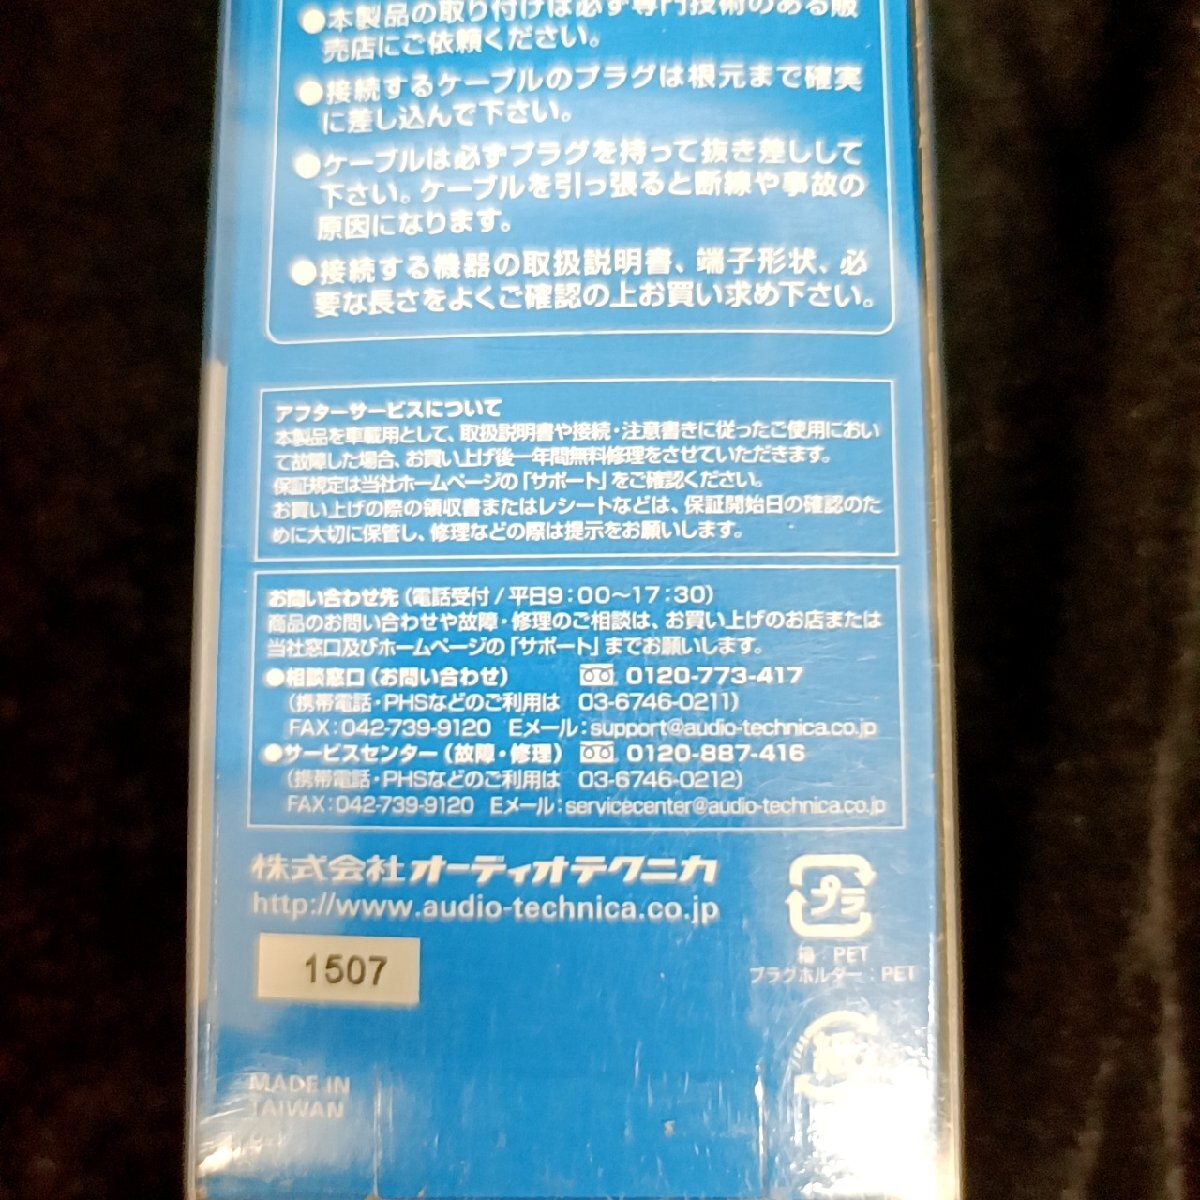 ●本製品の取り付けは必ず専門技術のある販
売店にご依頼ください。
●接続するケーブルのプラグは根元まで確実
に差し込んで下さい。
●ケーブルは必ずプラグを持って抜き差しして
下さい。ケーブルを引っ張ると断線や事故の
原因になります。
●接続する機器の取扱説明書、端子形状、必
要な長さをよくご確認の上お買い求め下さい。
アフターサービスについて
本製品を車載用として、取扱説明書や接続・注意書きに従ったご使用におい
て故障した場合、お買い上げ後一年間無料修理をさせていただきます。
保証規定は当社ホームページの「サポート」をご確認ください。
お買い上げの際の領収書またはレシートなどは、保証開始日の確認のた
めに大切に保管し、修理などの際は提示をお願いします。
お問い合わせ先(電話受付/平日9:00〜17:30)
商品のお問い合わせや故障・修理のご相談は、お買い上げのお店または
当社窓口及びホームページの「サポート」までお願いします。
●相談窓口(お問い合わせ) 0120-773-417
(携帯電話・PHSなどのご利用は 03-6746-0211)
FAX:042-739-9120 Eメール:support@audio-technica.co.jp
●サービスセンター(故障・修理) 0120-887-416
(携帯電話・PHSなどのご利用は 03-6746-0212)
FAX:042-739-9120 Eメール:servicecenter@audio-technica.co.jp
株式会社オーディオテクニカ
http://www.audio-technica.co.jp
プラ
箱:PET
プラグホルダー:PET
1507
紙
MADE IN
TAIWAN